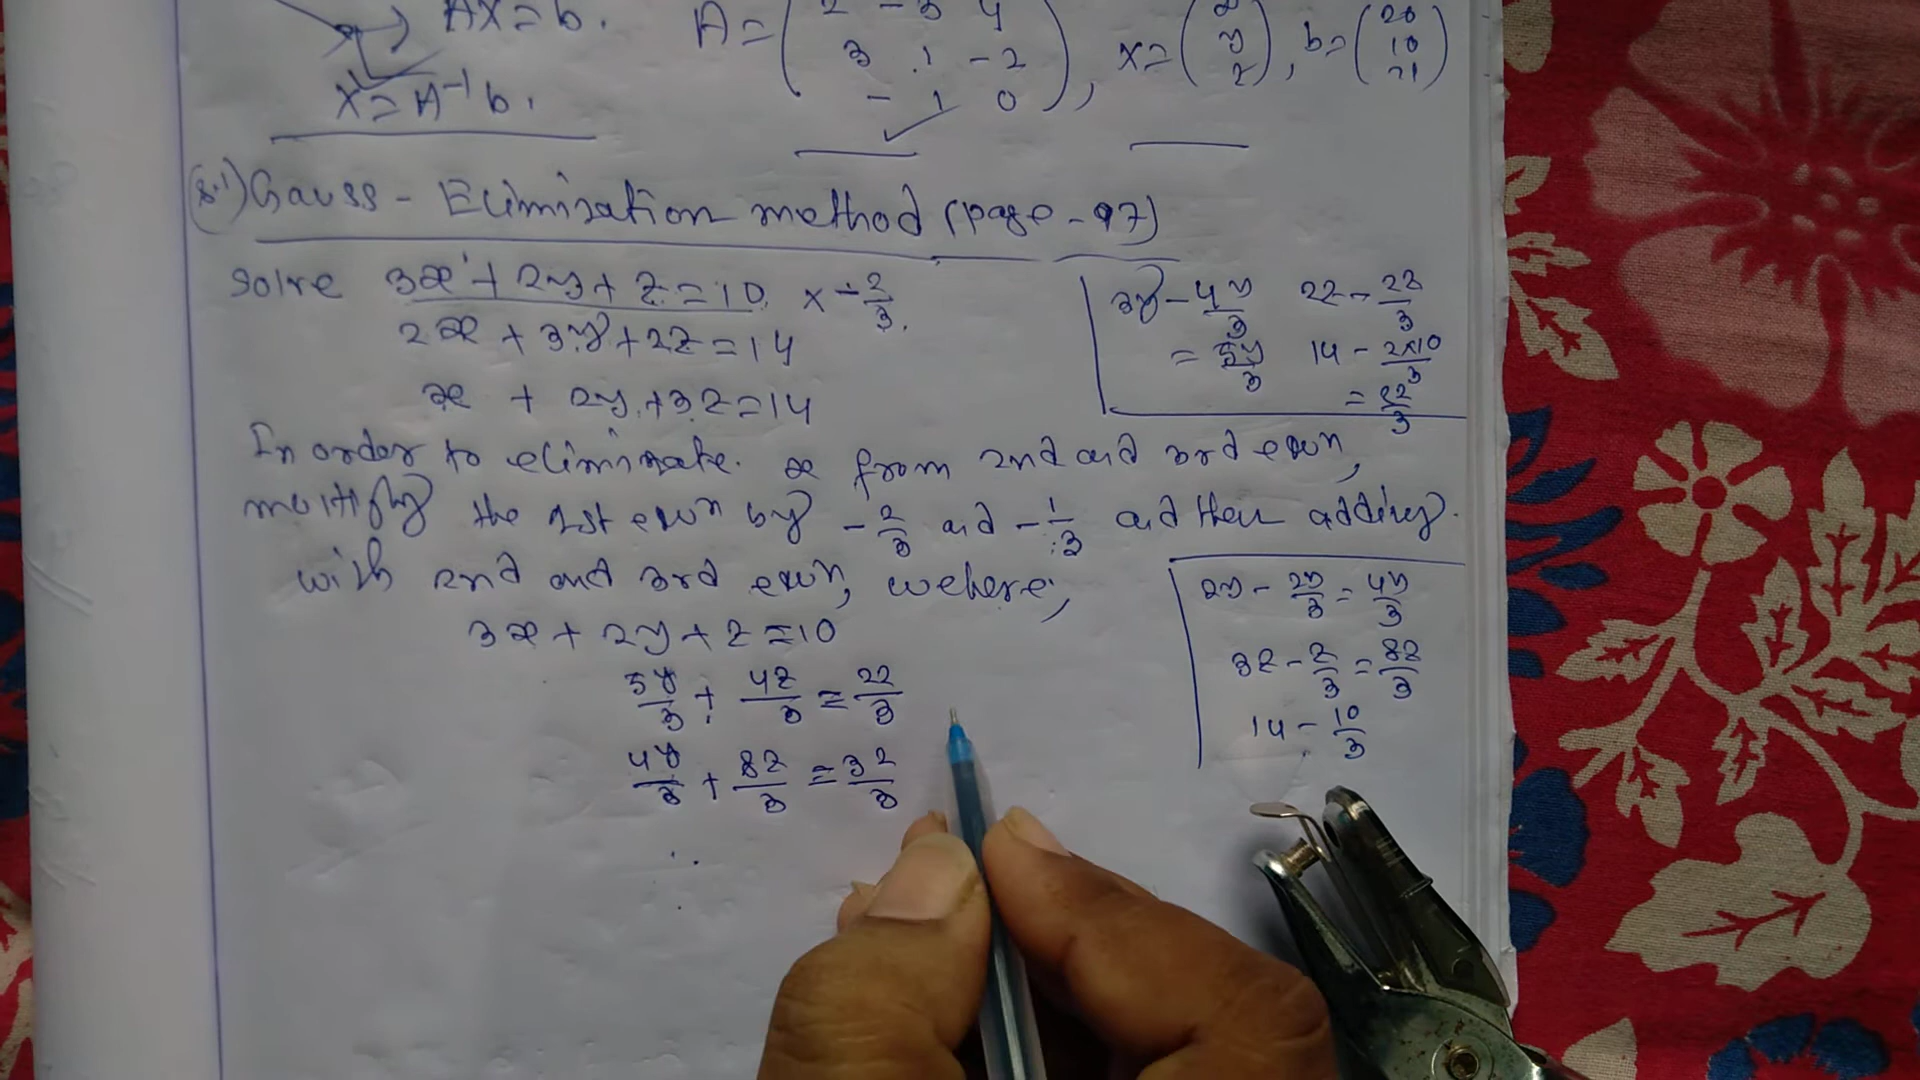 AX = b. A = ( 2 -3 4
3 1 -2
- 1 0 ), x = ( x y z ), b = ( 20 10 21 )
X = A⁻¹ b.
8.1) Gauss - Elimination method (page - 97)
Solve 3x + 2y + z = 10 x - 2/3.
2x + 3y + 2z = 14
x + 2y + 3z = 14
3y - 4y/3 2z - 2z/3
= 5y/3 14 - 2x10/3
= 22/3
In order to eliminate x from 2nd and 3rd eqn,
multiply the 1st eqn by - 2/3 and - 1/3 and then adding
with 2nd and 3rd eqn, we have,
3x + 2y + z = 10
5y/3 + 4z/3 = 22/3
4y/3 + 8z/3 = 32/3
2y - 2y/3 = 4y/3
3z - z/3 = 8z/3
14 - 10/3